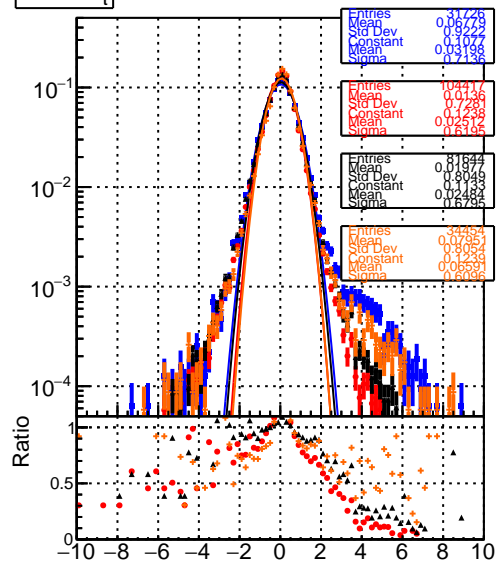 t
Entries 31726
Mean 0.06779
Std Dev 0.9222
Constant 0.1077
Mean 0.03198
Sigma 0.7136
Entries 104417
Mean 0.0136
Std Dev 0.7281
Constant 0.1238
Mean 0.02512
Sigma 0.6195
Entries 81644
Mean 0.01977
Std Dev 0.8049
Constant 0.1133
Mean 0.02484
Sigma 0.6795
Entries 34454
Mean 0.07951
Std Dev 0.8054
Constant 0.1239
Mean 0.06591
Sigma 0.6096
10⁻¹
10⁻²
10⁻³
10⁻⁴
Ratio
1
0.5
0
−10 −8 −6 −4 −2 0 2 4 6 8 10